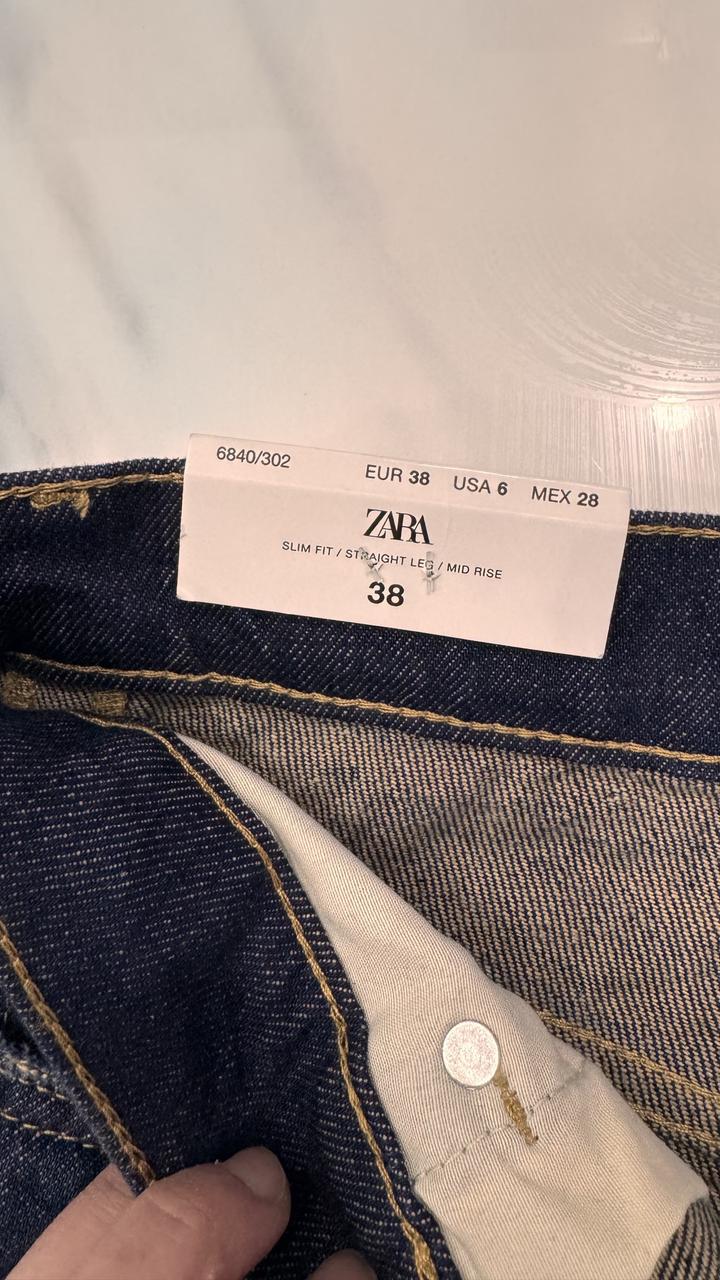 6840/302 EUR 38 USA 6 MEX 28
ZARA
SLIM FIT / STRAIGHT LEG / MID RISE
38